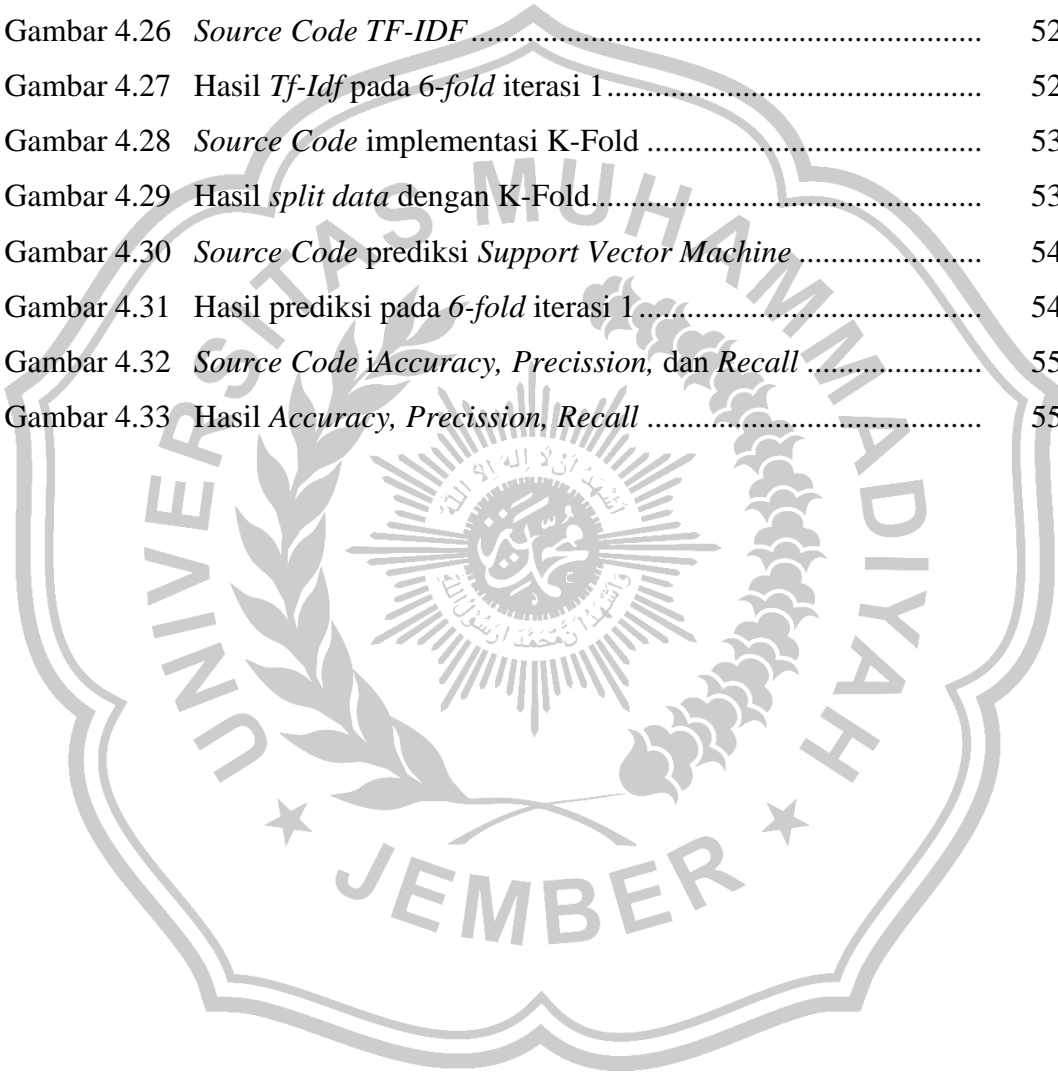 Gambar 4.26 Source Code TF-IDF................................................................ 52
Gambar 4.27 Hasil Tf-Idf pada 6-fold iterasi 1............................................... 52
Gambar 4.28 Source Code implementasi K-Fold .......................................... 53
Gambar 4.29 Hasil split data dengan K-Fold................................................. 53
Gambar 4.30 Source Code prediksi Support Vector Machine ....................... 54
Gambar 4.31 Hasil prediksi pada 6-fold iterasi 1........................................... 54
Gambar 4.32 Source Code iAccuracy, Precission, dan Recall ...................... 55
Gambar 4.33 Hasil Accuracy, Precission, Recall .......................................... 55
UNIVERSITAS MUHAMMADIYAH
JEMBER